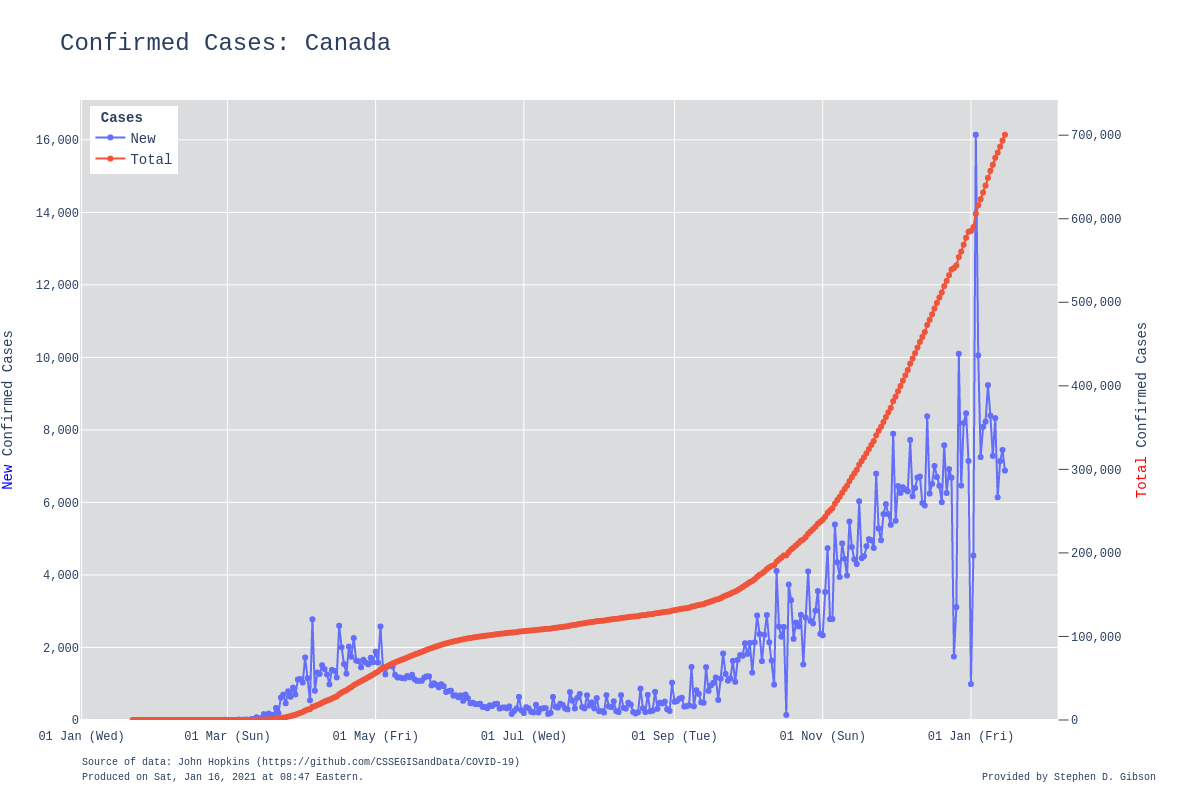 Confirmed Cases: Canada
Cases
New
Total
16,000
14,000
12,000
10,000
8,000
6,000
4,000
2,000
0
New Confirmed Cases
700,000
600,000
500,000
400,000
300,000
200,000
100,000
0
Total Confirmed Cases
01 Jan (Wed) 01 Mar (Sun) 01 May (Fri) 01 Jul (Wed) 01 Sep (Tue) 01 Nov (Sun) 01 Jan (Fri)
Source of data: John Hopkins (https://github.com/CSSEGISandData/COVID-19)
Produced on Sat, Jan 16, 2021 at 08:47 Eastern.
Provided by Stephen D. Gibson